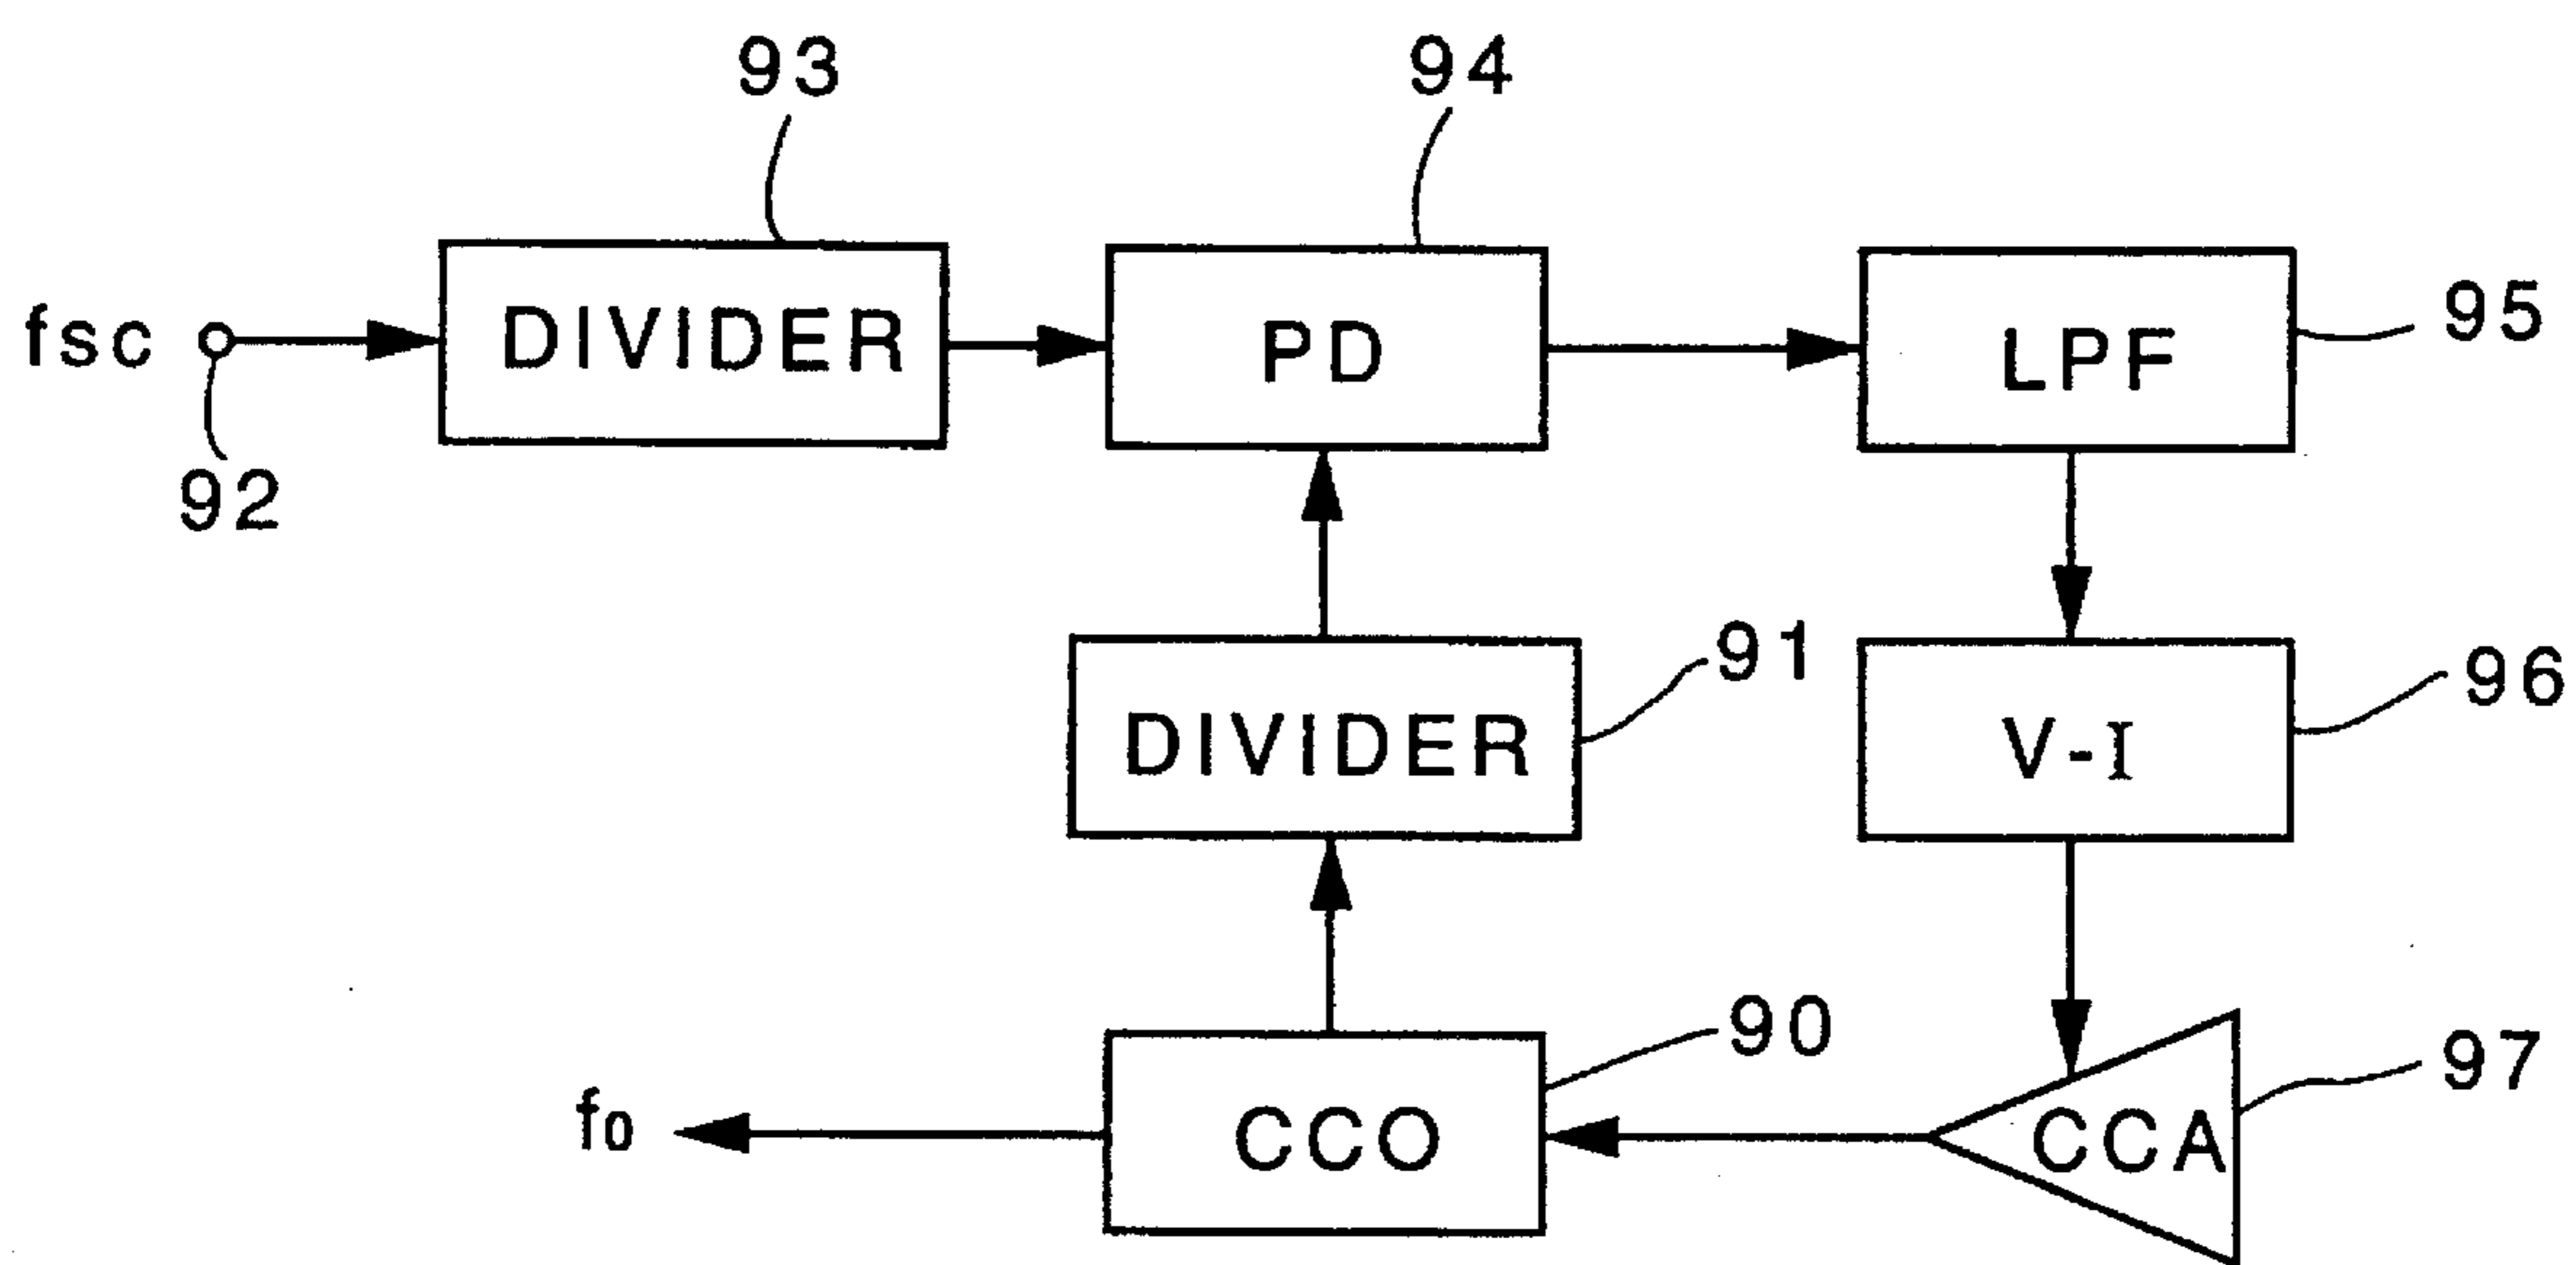 93
94
fsc
DIVIDER
PD
LPF
95
92
91
DIVIDER
V-I
96
90
f0
CCO
CCA
97